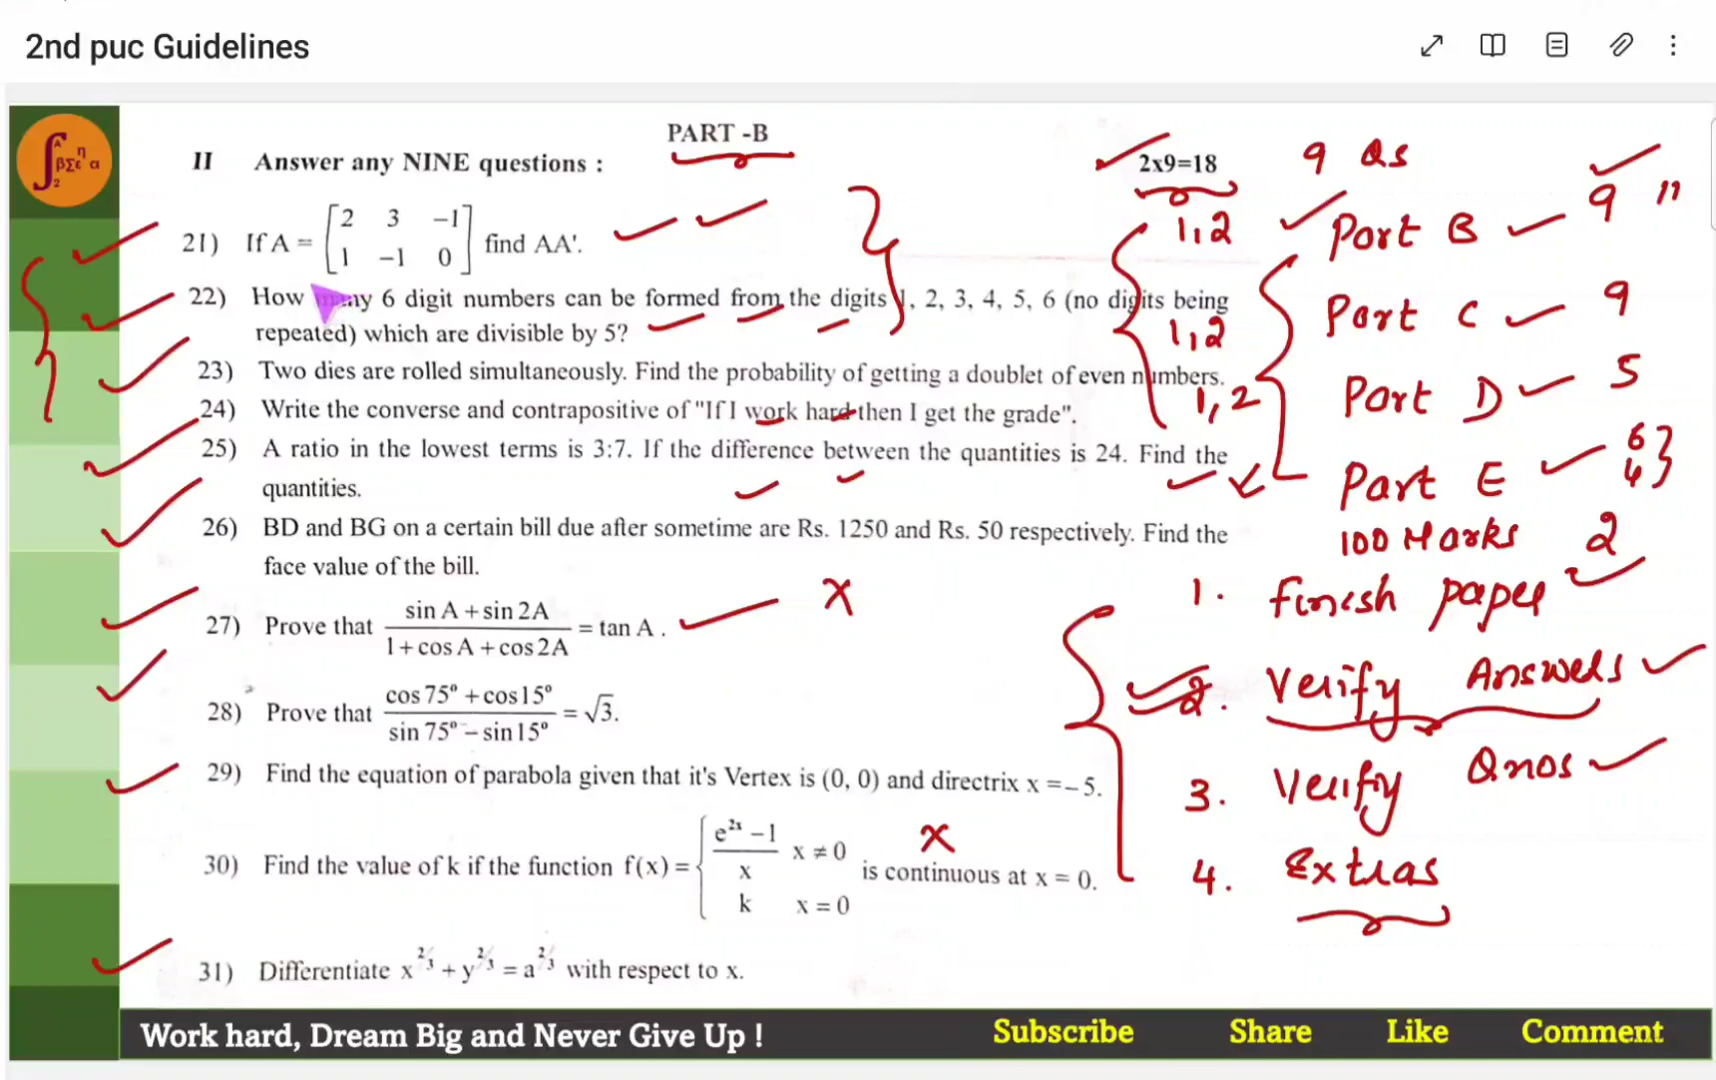 2nd puc Guidelines
PART -B
II Answer any NINE questions :
2x9=18
9 Qs
21) If A = [2 3 -1
1 -1 0] find AA'.
1,2
Part B 9 "
22) How many 6 digit numbers can be formed from the digits 1, 2, 3, 4, 5, 6 (no digits being
repeated) which are divisible by 5?
1,2
Part C 9
23) Two dies are rolled simultaneously. Find the probability of getting a doublet of even numbers.
1,2
Part D 5
24) Write the converse and contrapositive of "If I work hard then I get the grade".
25) A ratio in the lowest terms is 3:7. If the difference between the quantities is 24. Find the
quantities.
Part E 6
4}
26) BD and BG on a certain bill due after sometime are Rs. 1250 and Rs. 50 respectively. Find the
face value of the bill.
100 Marks 2
1. Finish paper
27) Prove that (sin A + sin 2A)/(1 + cos A + cos 2A) = tan A . x
2. Verify Answers
28) Prove that (cos 75° + cos 15°)/(sin 75° – sin 15°) = √3.
29) Find the equation of parabola given that it's Vertex is (0, 0) and directrix x = – 5.
3. Verify Qnos
30) Find the value of k if the function f(x) = { (e²ˣ – 1)/x x ≠ 0
k x = 0 is continuous at x = 0. x
4. Extras
31) Differentiate x^2/3 + y^2/3 = a^2/3 with respect to x.
Work hard, Dream Big and Never Give Up !
Subscribe Share Like Comment